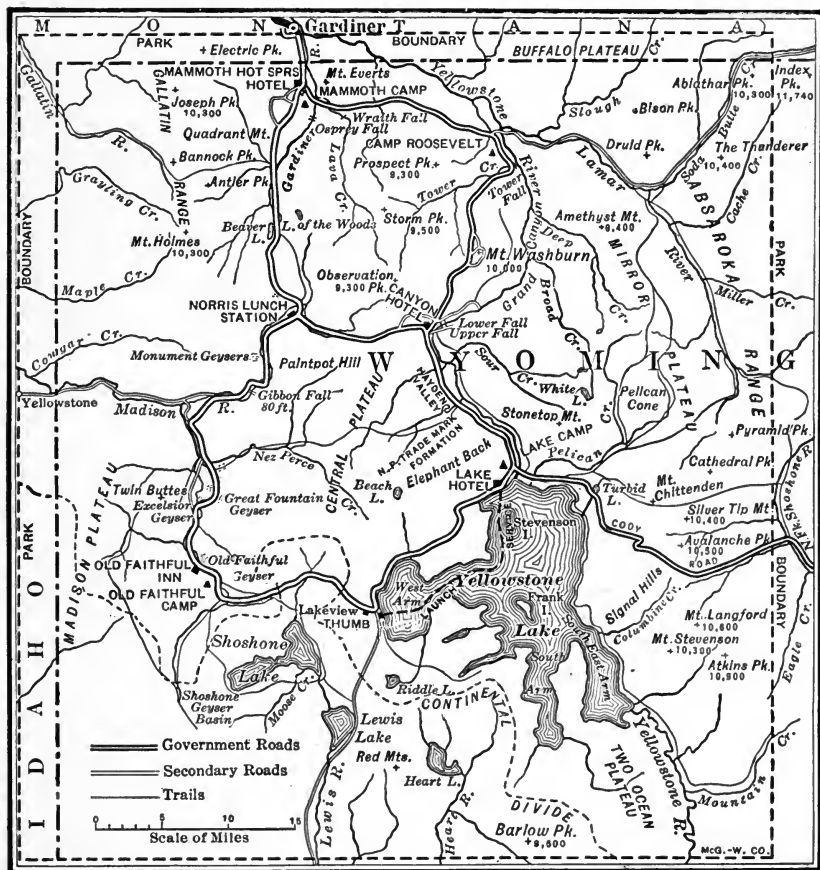 M O N T A N A
Gardiner
PARK BOUNDARY
R.
Electric Pk.
BUFFALO PLATEAU
Cr.
MAMMOTH HOT SPRS
HOTEL
Mt. Everts
MAMMOTH CAMP
Yellowstone
Slough
Ablathar Pk.
10,300
Index
Pk.
11,740
Gallatin
R.
GALLATIN
RANGE
Joseph Pk.
10,300
Quadrant Mt.
Bannock Pk.
Antler Pk.
Gardiner
Wraith Fall
Osprey Fall
Lava Cr.
CAMP ROOSEVELT
Prospect Pk.
9,300
Tower Cr.
Tower
Fall
Bison Pk.
Druid Pk.
Soda Butte Cr.
The Thunderer
10,400
Lamar
River
Cache Cr.
ABSAROKA
RANGE
Grayling Cr.
BOUNDARY
PARK
Mt. Holmes
10,300
Beaver
L.
L. of the Woods
Storm Pk.
9,500
River
Grand
Canyon
Deep
Cr.
Amethyst Mt.
9,400
MIRROR
PLATEAU
Mt. Washburn
10,000
Maple Cr.
Observation
9,300 Pk.
CANYON
HOTEL
Broad
Cr.
Miller
Cr.
PARK
BOUNDARY
NORRIS LUNCH
STATION
Lower Fall
Upper Fall
Cowgar Cr.
Monument Geysers
Paintpot Hill
W Y O M I N G
Sour
Cr.
White
L.
Pelican
Cone
Yellowstone
Madison
R.
Gibbon Fall
80 ft.
HAYDEN
VALLEY
Stonetop Mt.
Cr.
Pyramid Pk.
CENTRAL PLATEAU
N. P. TRADE MARK
FORMATION
Elephant Back
LAKE CAMP
Pelican
Nez Perce
Cathedral Pk.
MADISON PLATEAU
Twin Buttes
Excelsior
Geyser
Great Fountain
Geyser
Beach
L.
LAKE
HOTEL
Turbid
L.
Mt.
Chittenden
Silver Tip Mt.
10,400
N. Fk. Shoshone R.
PARK
Stevenson
I.
CODY
ROAD
Avalanche Pk.
10,500
OLD FAITHFUL
INN
Old Faithful
Geyser
OLD FAITHFUL
CAMP
West
Arm
LAUNCH
SERVICE
Yellowstone
Lake
Frank
I.
Signal Hills
Columbine Cr.
Lakeview
THUMB
South East Arm
Mt. Langford
10,600
Mt. Stevenson
10,300
Atkins Pk.
10,900
Eagle Cr.
Shoshone
Lake
South
Arm
Shoshone
Geyser
Basin
Moose Cr.
Riddle L.
CONTINENTAL
DIVIDE
Lewis
Lake
Red Mts.
Heart L.
TWO OCEAN
PLATEAU
Yellowstone R.
Mountain
Cr.
IDAHO
Government Roads
Secondary Roads
Trails
0 5 10 15
Scale of Miles
Lewis R.
Heart R.
Barlow Pk.
9,500
McG.-W. CO.